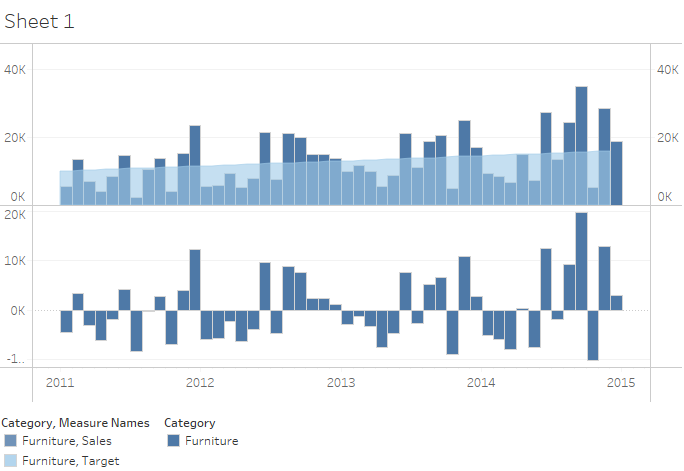 Sheet 1
40K
40K
20K
20K
0K
0K
20K
10K
0K
-1..
2011 2012 2013 2014 2015
Category, Measure Names Category
Furniture, Sales Furniture
Furniture, Target